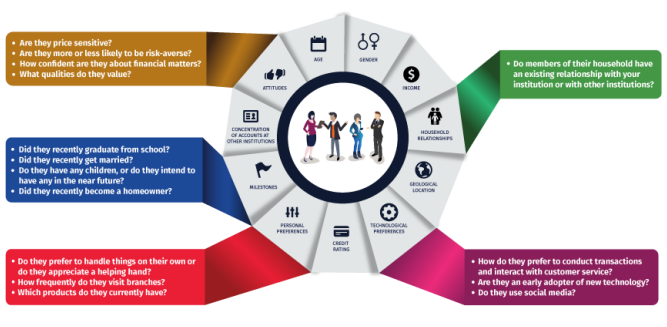 • Are they price sensitive?
• Are they more or less likely to be risk-averse?
• How confident are they about financial matters?
• What qualities do they value?
AGE
GENDER
ATTITUDES
$
INCOME
• Do members of their household have
an existing relationship with your
institution or with other institutions?
CONCENTRATION
OF ACCOUNTS AT
OTHER INSTITUTIONS
HOUSEHOLD
RELATIONSHIPS
• Did they recently graduate from school?
• Did they recently get married?
• Do they have any children, or do they intend to
have any in the near future?
• Did they recently become a homeowner?
MILESTONES
GEOLOGICAL
LOCATION
PERSONAL
PREFERENCES
CREDIT
RATING
TECHNOLOGICAL
PREFERENCES
• Do they prefer to handle things on their own or
do they appreciate a helping hand?
• How frequently do they visit branches?
• Which products do they currently have?
• How do they prefer to conduct transactions
and interact with customer service?
• Are they an early adopter of new technology?
• Do they use social media?